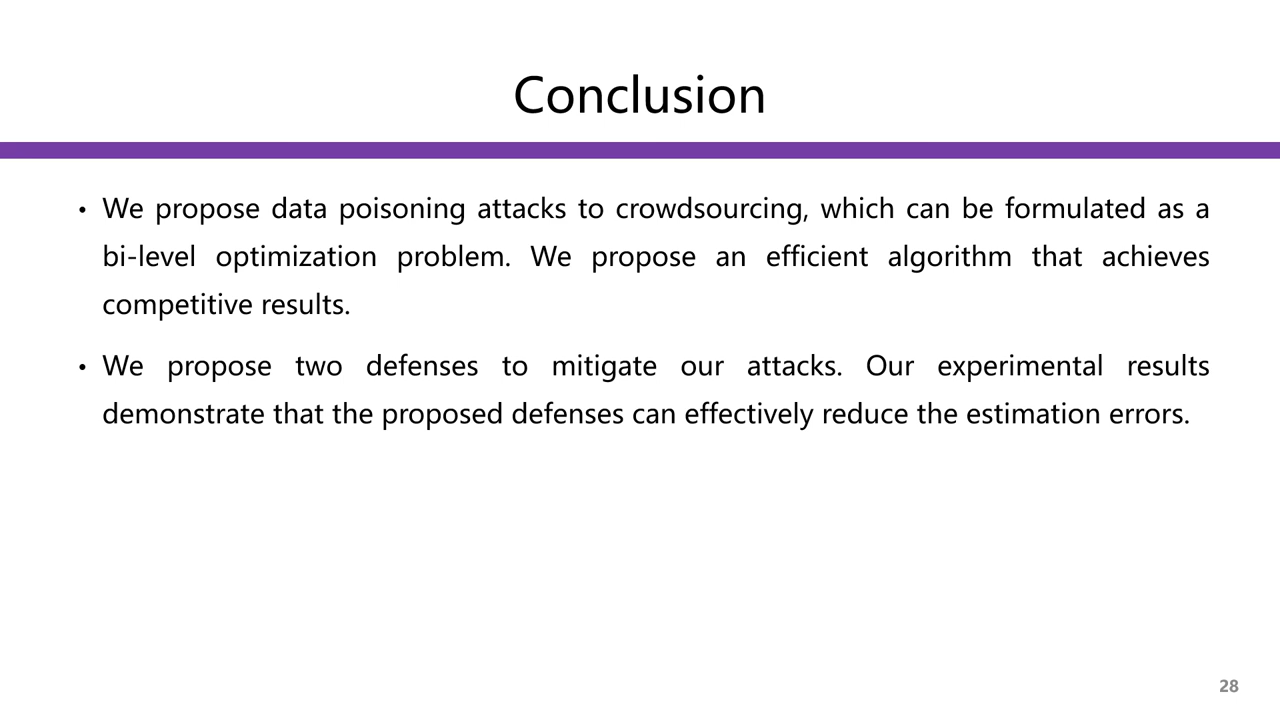 Conclusion
• We propose data poisoning attacks to crowdsourcing, which can be formulated as a
bi-level optimization problem. We propose an efficient algorithm that achieves
competitive results.
• We propose two defenses to mitigate our attacks. Our experimental results
demonstrate that the proposed defenses can effectively reduce the estimation errors.
28